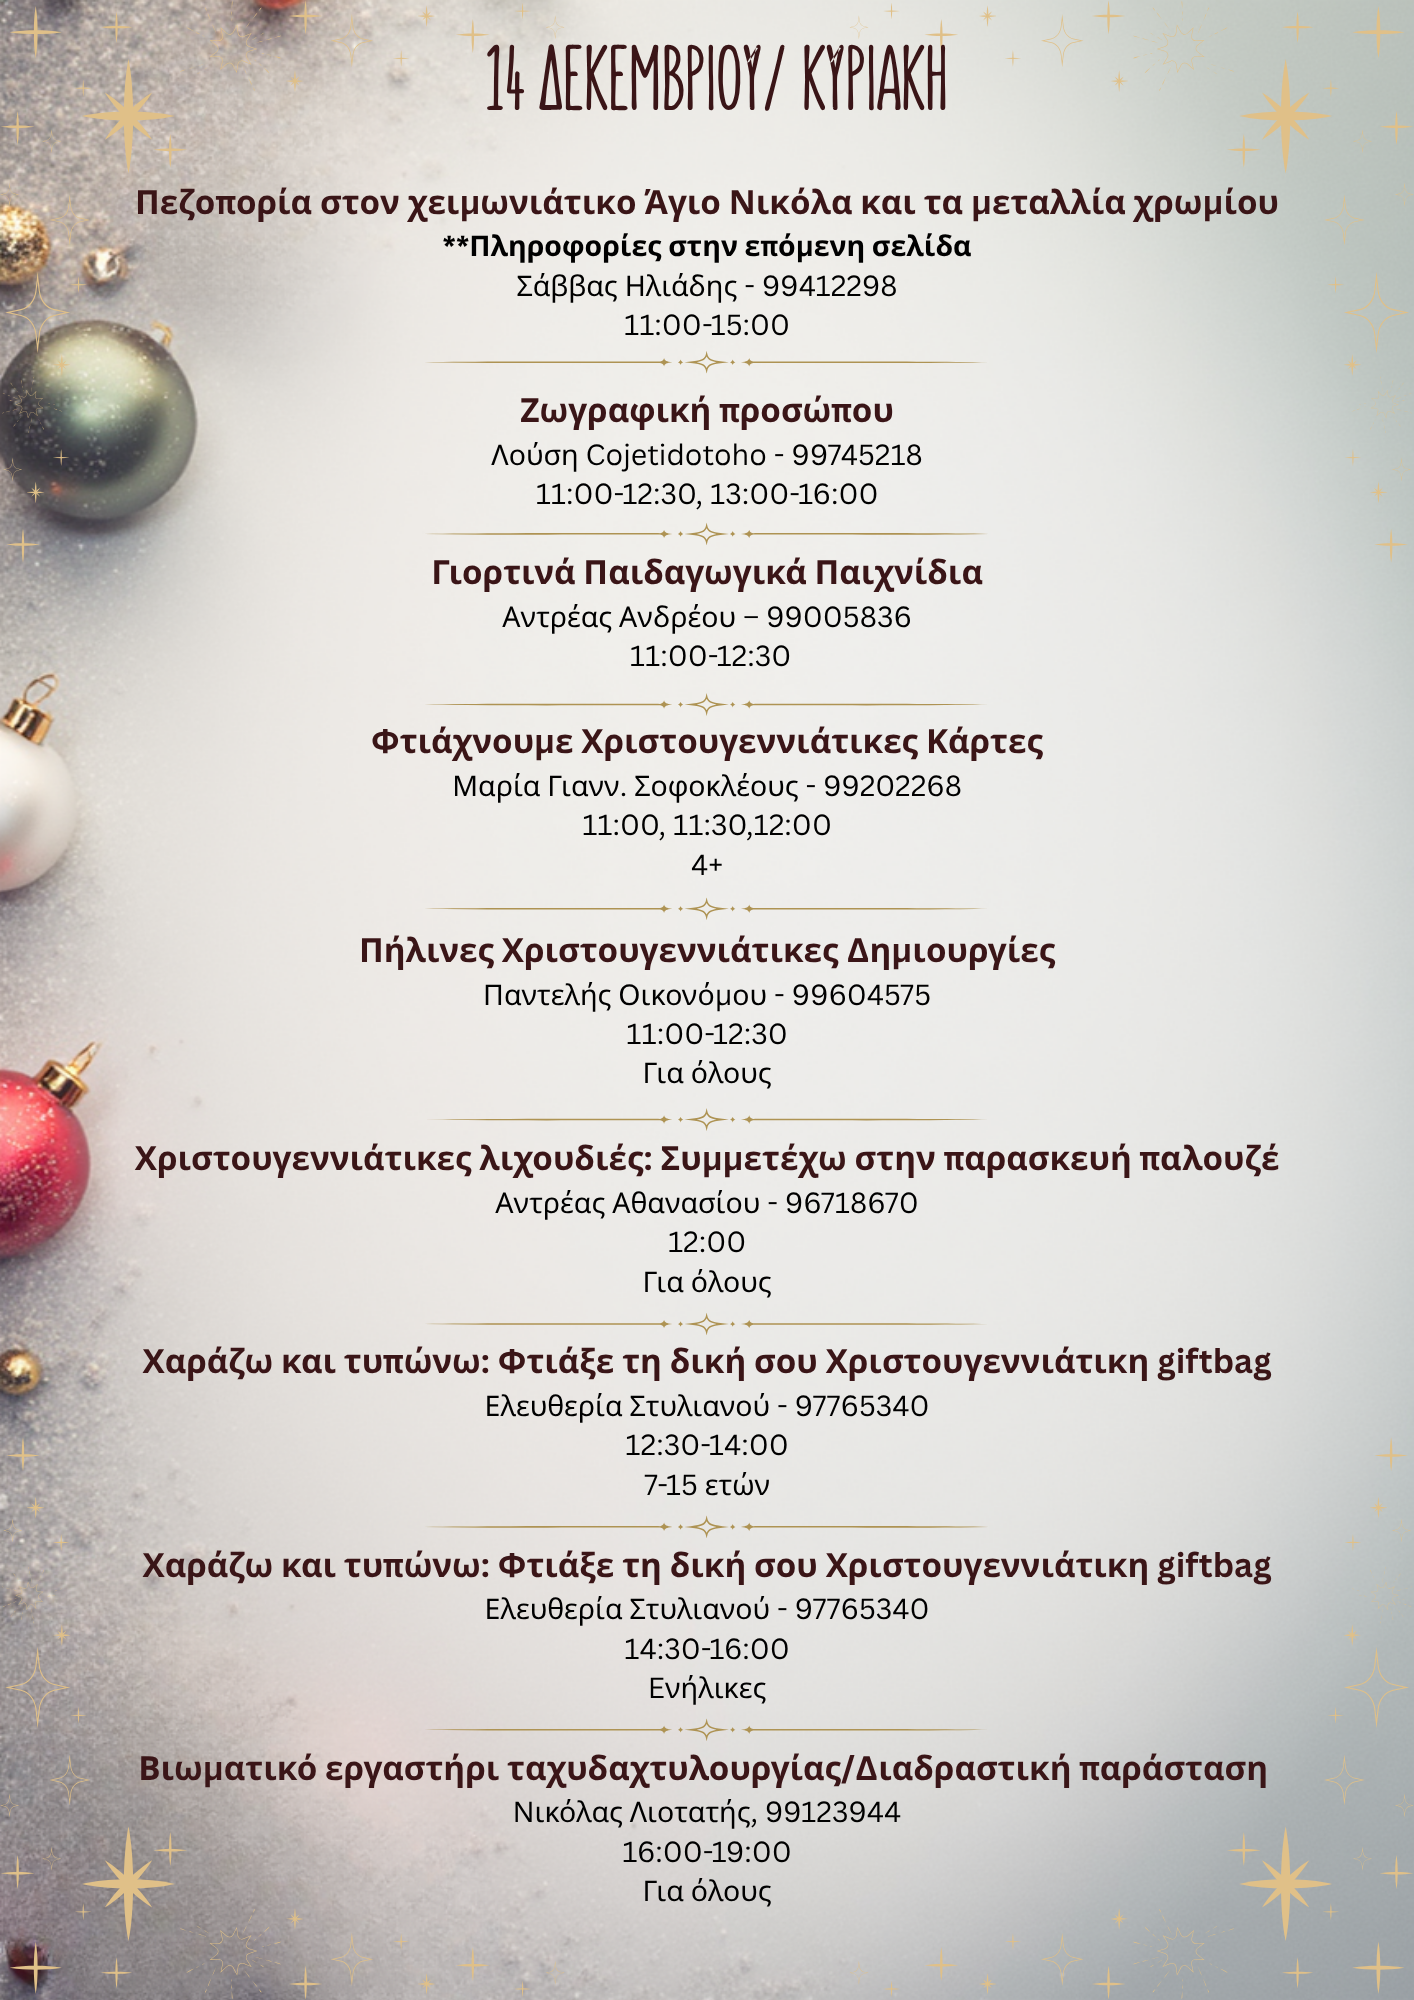 14 ΔΕΚΕΜΒΡΙΟΥ/ ΚΥΡΙΑΚΗ
Πεζοπορία στον χειμωνιάτικο Άγιο Νικόλα και τα μεταλλία χρωμίου
**Πληροφορίες στην επόμενη σελίδα
Σάββας Ηλιάδης - 99412298
11:00-15:00
Ζωγραφική προσώπου
Λούση Cojetidotoho - 99745218
11:00-12:30, 13:00-16:00
Γιορτινά Παιδαγωγικά Παιχνίδια
Αντρέας Ανδρέου – 99005836
11:00-12:30
Φτιάχνουμε Χριστουγεννιάτικες Κάρτες
Μαρία Γιανν. Σοφοκλέους - 99202268
11:00, 11:30,12:00
4+
Πήλινες Χριστουγεννιάτικες Δημιουργίες
Παντελής Οικονόμου - 99604575
11:00-12:30
Για όλους
Χριστουγεννιάτικες λιχουδιές: Συμμετέχω στην παρασκευή παλουζέ
Αντρέας Αθανασίου - 96718670
12:00
Για όλους
Χαράζω και τυπώνω: Φτιάξε τη δική σου Χριστουγεννιάτικη giftbag
Ελευθερία Στυλιανού - 97765340
12:30-14:00
7-15 ετών
Χαράζω και τυπώνω: Φτιάξε τη δική σου Χριστουγεννιάτικη giftbag
Ελευθερία Στυλιανού - 97765340
14:30-16:00
Ενήλικες
Βιωματικό εργαστήρι ταχυδαχτυλουργίας/Διαδραστική παράσταση
Νικόλας Λιοτατής, 99123944
16:00-19:00
Για όλους